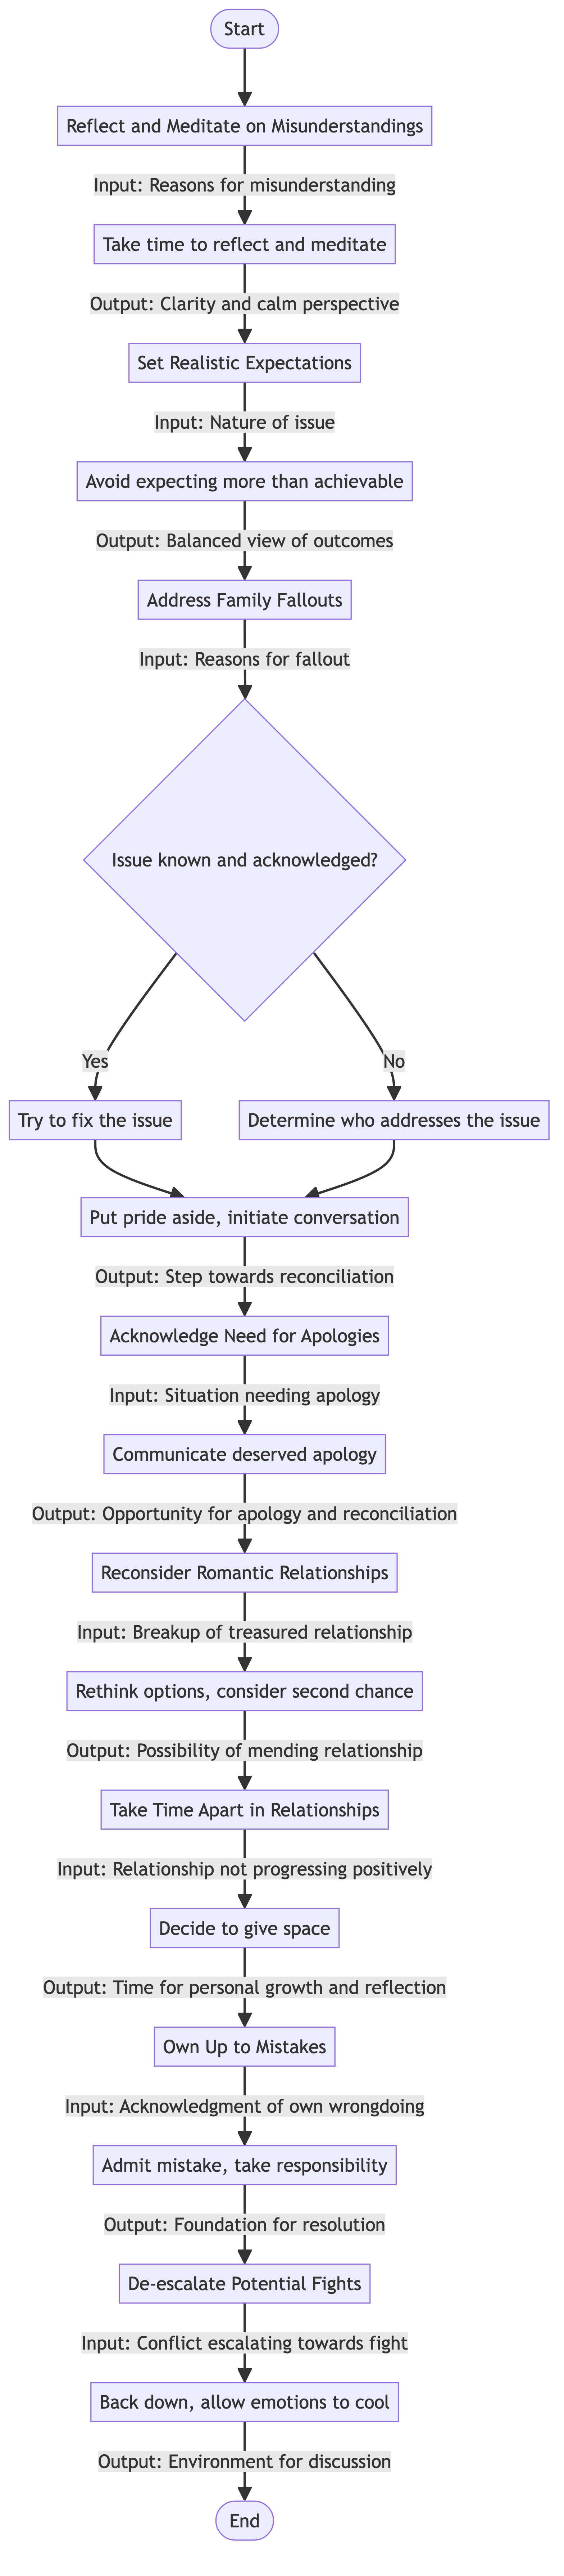 Start
Reflect and Meditate on Misunderstandings
Input: Reasons for misunderstanding
Take time to reflect and meditate
Output: Clarity and calm perspective
Set Realistic Expectations
Input: Nature of issue
Avoid expecting more than achievable
Output: Balanced view of outcomes
Address Family Fallouts
Input: Reasons for fallout
Issue known and acknowledged?
Yes
No
Try to fix the issue
Determine who addresses the issue
Put pride aside, initiate conversation
Output: Step towards reconciliation
Acknowledge Need for Apologies
Input: Situation needing apology
Communicate deserved apology
Output: Opportunity for apology and reconciliation
Reconsider Romantic Relationships
Input: Breakup of treasured relationship
Rethink options, consider second chance
Output: Possibility of mending relationship
Take Time Apart in Relationships
Input: Relationship not progressing positively
Decide to give space
Output: Time for personal growth and reflection
Own Up to Mistakes
Input: Acknowledgment of own wrongdoing
Admit mistake, take responsibility
Output: Foundation for resolution
De-escalate Potential Fights
Input: Conflict escalating towards fight
Back down, allow emotions to cool
Output: Environment for discussion
End